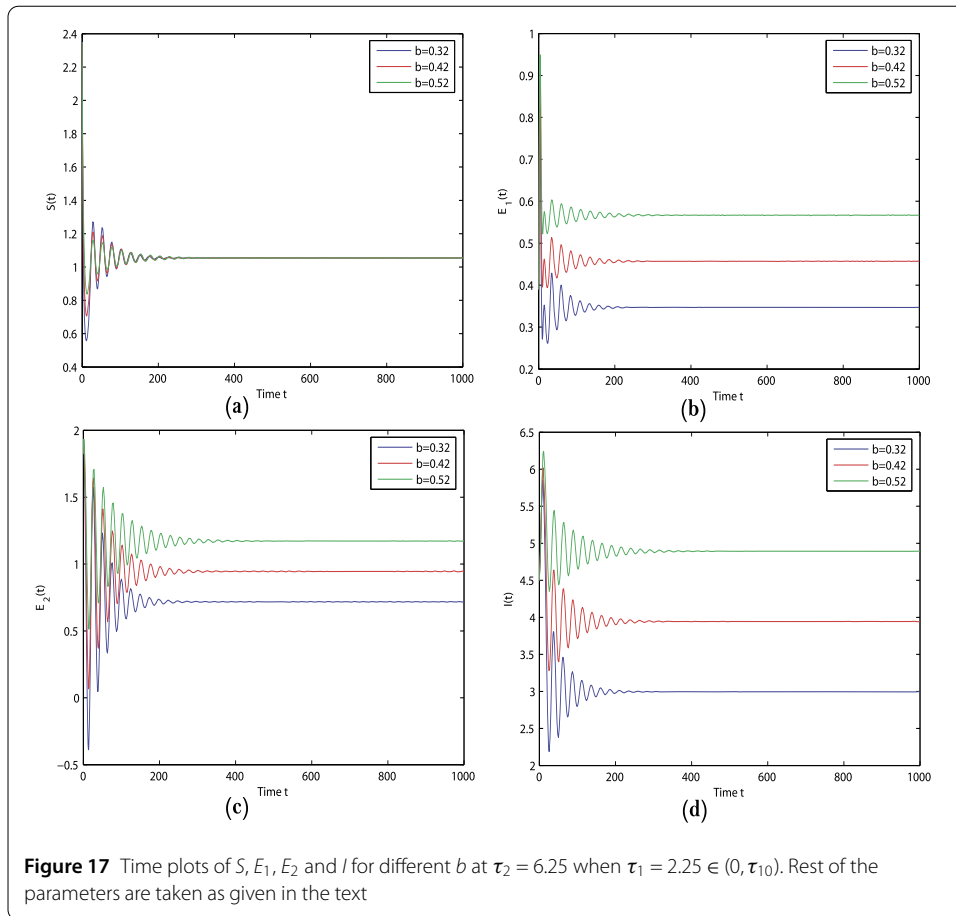 2.4
2.2
2
1.8
1.6
1.4
1.2
1
0.8
0.6
0.4
S(t)
b=0.32
b=0.42
b=0.52
0
200
400
600
800
1000
Time t
(a)
1
0.9
0.8
0.7
0.6
0.5
0.4
0.3
0.2
E_1(t)
b=0.32
b=0.42
b=0.52
0
200
400
600
800
1000
Time t
(b)
2
1.5
1
0.5
0
−0.5
E_2(t)
b=0.32
b=0.42
b=0.52
0
200
400
600
800
1000
Time t
(c)
6.5
6
5.5
5
4.5
4
3.5
3
2.5
2
I(t)
b=0.32
b=0.42
b=0.52
0
200
400
600
800
1000
Time t
(d)
Figure 17 Time plots of S, E₁, E₂ and I for different b at τ₂ = 6.25 when τ₁ = 2.25 ∈ (0, τ₁₀). Rest of the
parameters are taken as given in the text